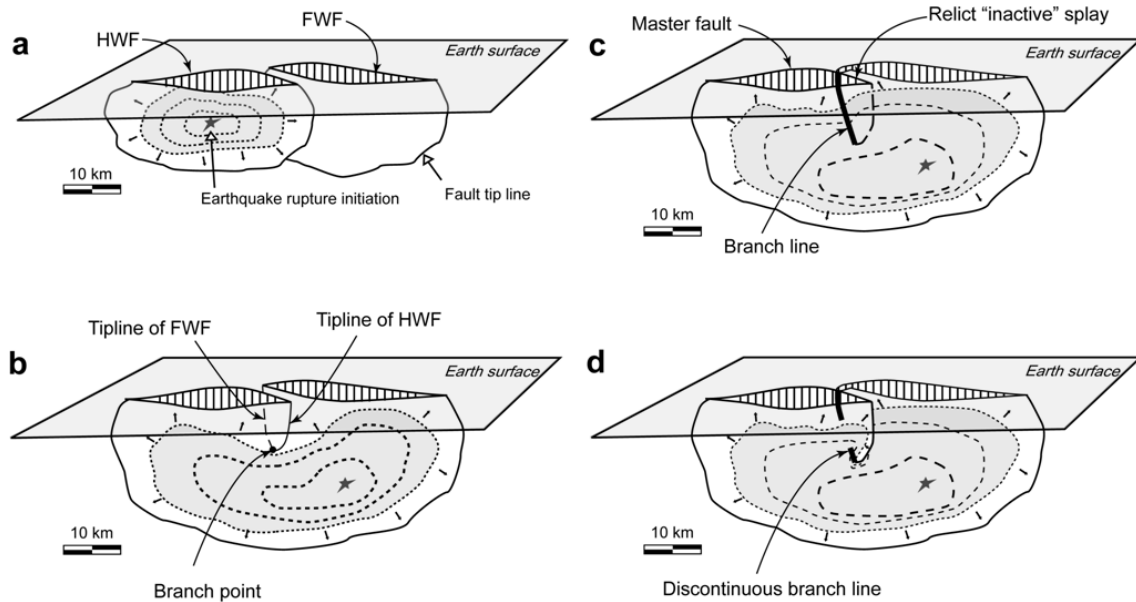 a
HWF
FWF
Earth surface
10 km
Earthquake rupture initiation
Fault tip line
c
Master fault
Relict “inactive” splay
Earth surface
10 km
Branch line
b
Tipline of FWF
Tipline of HWF
Earth surface
10 km
Branch point
d
Earth surface
10 km
Discontinuous branch line